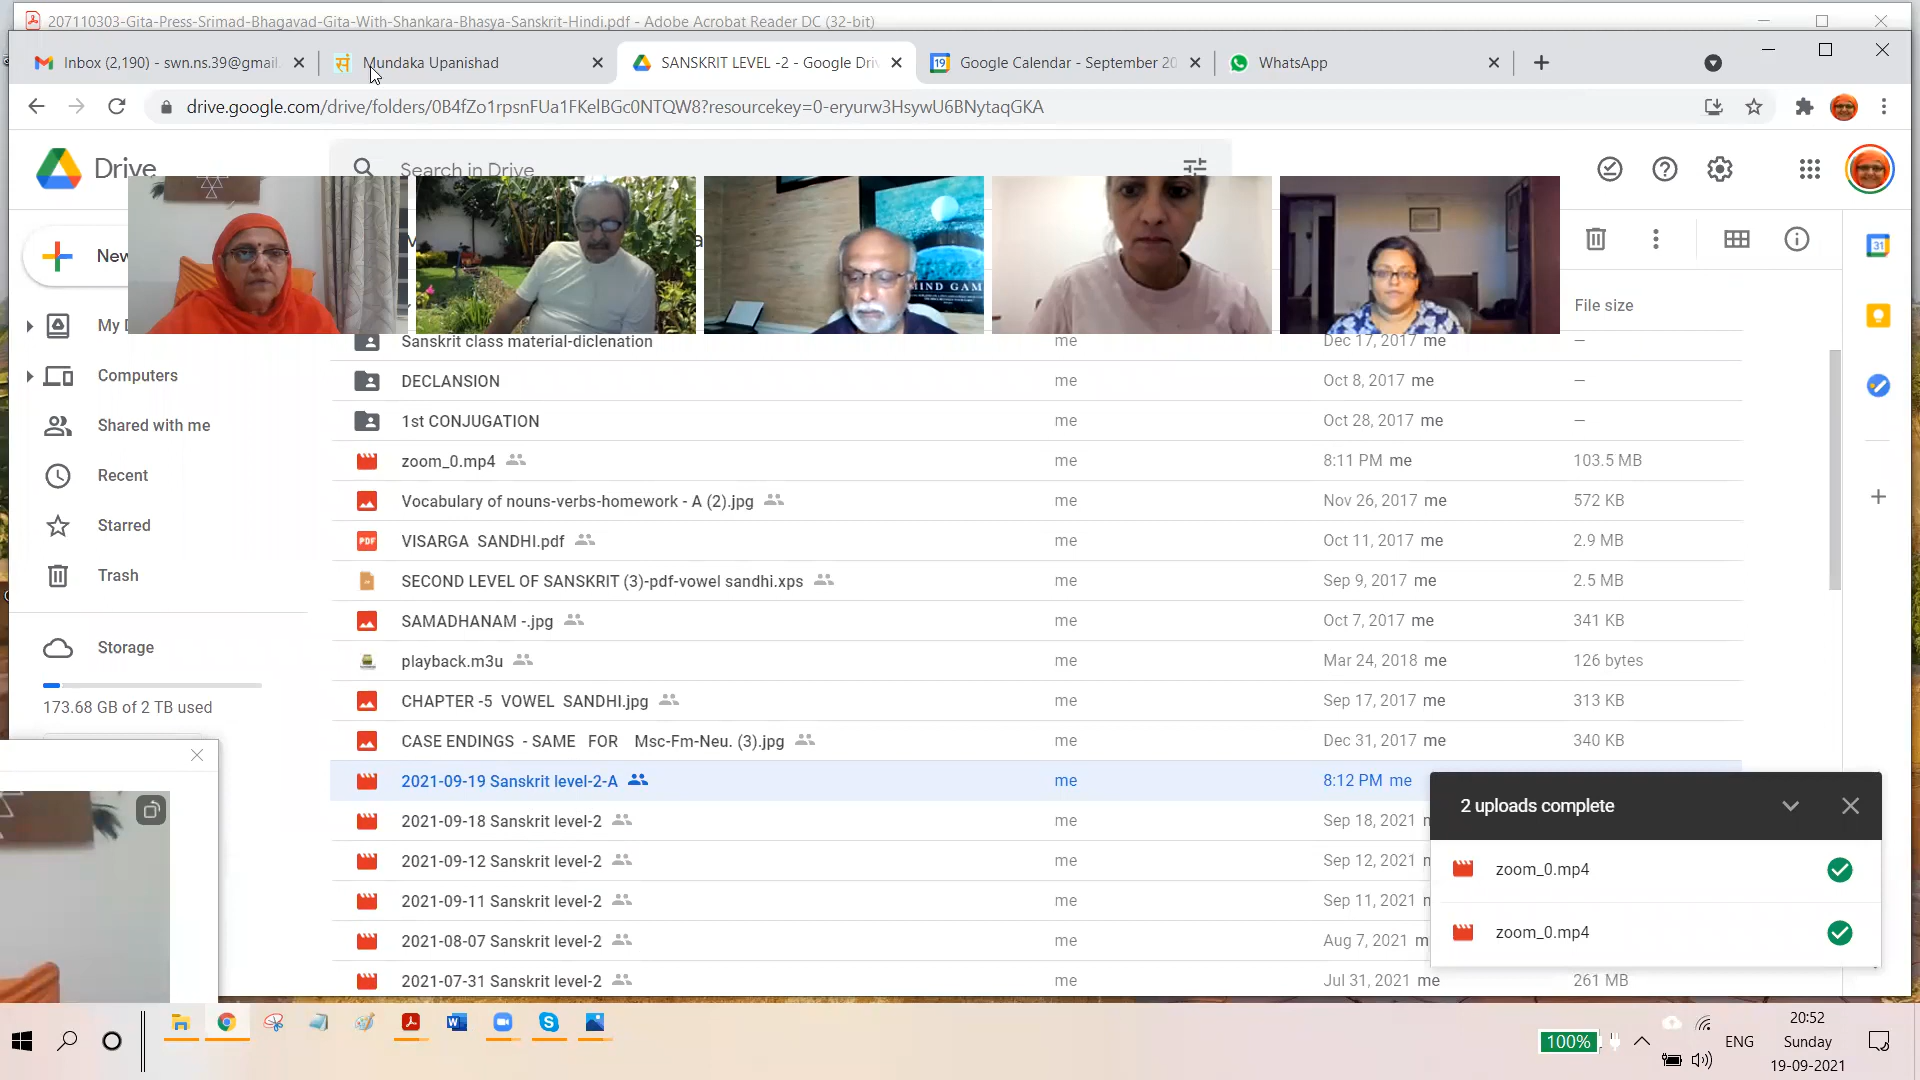 207110303-Gita-Press-Srimad-Bhagavad-Gita-With-Shankara-Bhasya-Sanskrit-Hindi.pdf - Adobe Acrobat Reader DC (32-bit)
Inbox (2,190) - swn.ns.39@gmail.
Mundaka Upanishad
SANSKRIT LEVEL -2 - Google Dri
Google Calendar - September 20
WhatsApp
drive.google.com/drive/folders/0B4fZo1rpsnFUa1FKelBGc0NTQW8?resourcekey=0-eryurw3HsywU6BNytaqGKA
Drive
Search in Drive
New
MIND GAM
File size
My D
Sanskrit class material-diclenation me Dec 17, 2017 me –
Computers
DECLANSION me Oct 8, 2017 me –
Shared with me
1st CONJUGATION me Oct 28, 2017 me –
Recent
zoom_0.mp4 me 8:11 PM me 103.5 MB
Starred
Vocabulary of nouns-verbs-homework - A (2).jpg me Nov 26, 2017 me 572 KB
Trash
PDF VISARGA SANDHI.pdf me Oct 11, 2017 me 2.9 MB
SECOND LEVEL OF SANSKRIT (3)-pdf-vowel sandhi.xps me Sep 9, 2017 me 2.5 MB
SAMADHANAM -.jpg me Oct 7, 2017 me 341 KB
Storage
playback.m3u me Mar 24, 2018 me 126 bytes
173.68 GB of 2 TB used
CHAPTER -5 VOWEL SANDHI.jpg me Sep 17, 2017 me 313 KB
CASE ENDINGS - SAME FOR Msc-Fm-Neu. (3).jpg me Dec 31, 2017 me 340 KB
2021-09-19 Sanskrit level-2-A me 8:12 PM me
2021-09-18 Sanskrit level-2 me Sep 18, 2021
2021-09-12 Sanskrit level-2 me Sep 12, 2021
2021-09-11 Sanskrit level-2 me Sep 11, 2021
2021-08-07 Sanskrit level-2 me Aug 7, 2021 m
2021-07-31 Sanskrit level-2 me Jul 31, 2021 me 261 MB
2 uploads complete
zoom_0.mp4
zoom_0.mp4
100%
ENG
20:52
Sunday
19-09-2021